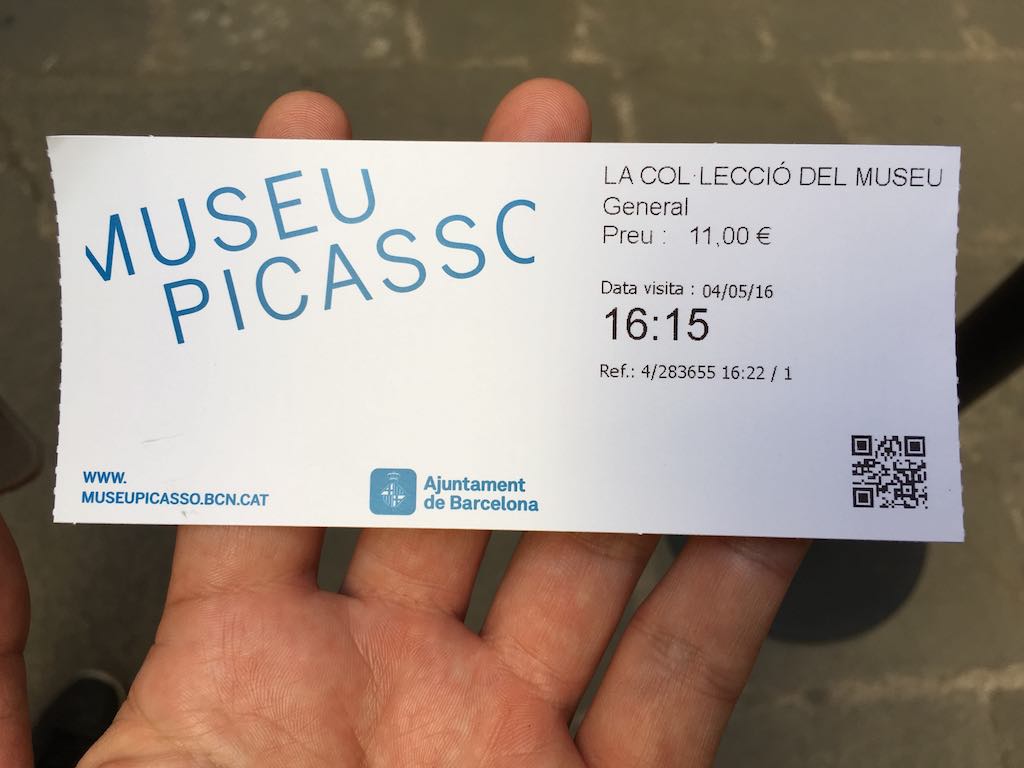 MUSEU
PICASSO
WWW.
MUSEUPICASSO.BCN.CAT
Ajuntament
de Barcelona
LA COL·LECCIÓ DEL MUSEU
General
Preu : 11,00 €
Data visita : 04/05/16
16:15
Ref.: 4/283655 16:22 / 1